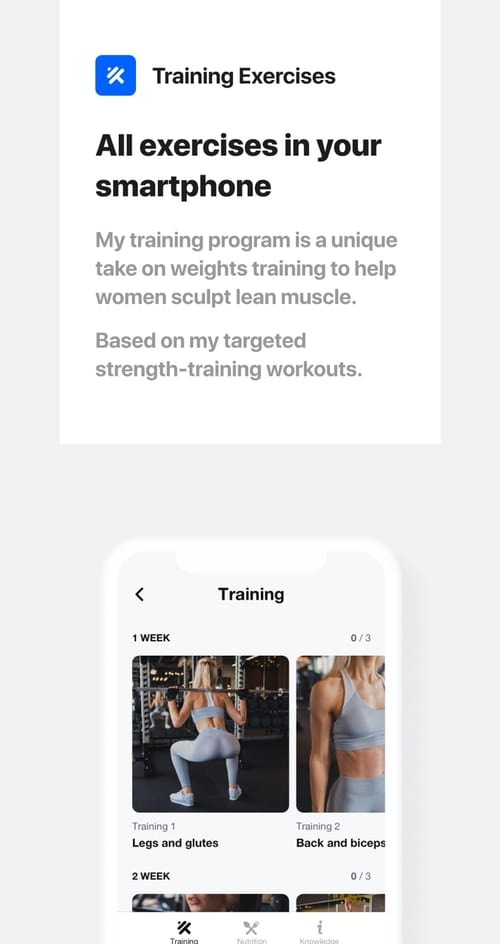 Training Exercises
All exercises in your
smartphone
My training program is a unique
take on weights training to help
women sculpt lean muscle.
Based on my targeted
strength-training workouts.
Training
1 WEEK
0 / 3
Training 1
Training 2
Legs and glutes
Back and biceps
2 WEEK
0 / 3
Training
Nutrition
Knowledge